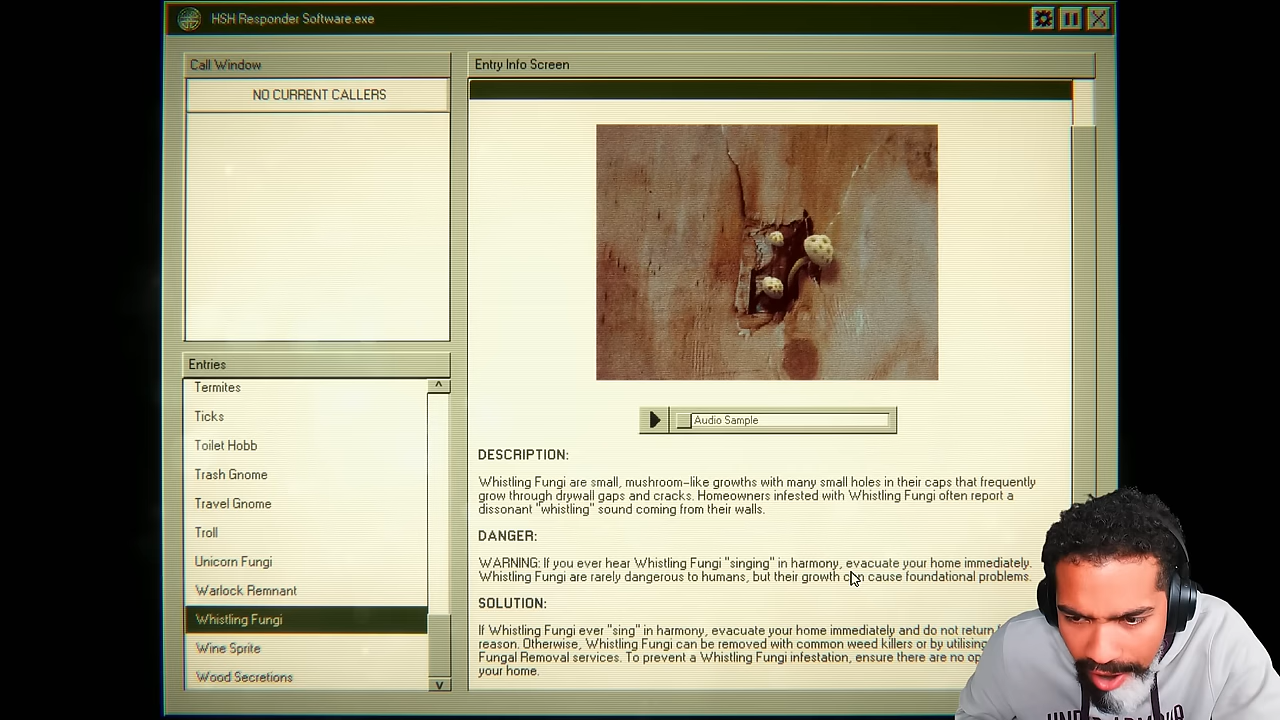 HSH Responder Software.exe
Call Window
NO CURRENT CALLERS
Entries
Termites
Ticks
Toilet Hobb
Trash Gnome
Travel Gnome
Troll
Unicorn Fungi
Warlock Remnant
Whistling Fungi
Wine Sprite
Wood Secretions
Entry Info Screen
Audio Sample
DESCRIPTION:
Whistling Fungi are small, mushroom-like growths with many small holes in their caps that frequently
grow through drywall gaps and cracks. Homeowners infested with Whistling Fungi often report a
dissonant "whistling" sound coming from their walls.
DANGER:
WARNING: If you ever hear Whistling Fungi "singing" in harmony, evacuate your home immediately.
Whistling Fungi are rarely dangerous to humans, but their growth can cause foundational problems.
SOLUTION:
If Whistling Fungi ever "sing" in harmony, evacuate your home immediately and do not return
reason. Otherwise, Whistling Fungi can be removed with common weed killers or by utilising
Fungal Removal services. To prevent a Whistling Fungi infestation, ensure there are no
your home.